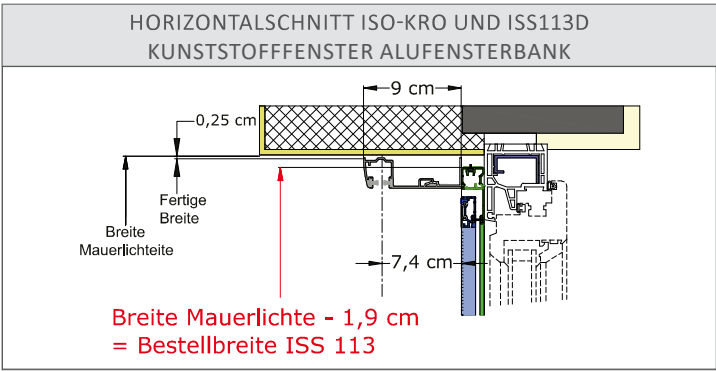 HORIZONTALSCHNITT ISO-KRO UND ISS113D
KUNSTSTOFFFENSTER ALUFENSTERBANK
9 cm
0,25 cm
Fertige
Breite
Breite
Mauerlichteite
7,4 cm
Breite Mauerlichte - 1,9 cm
= Bestellbreite ISS 113